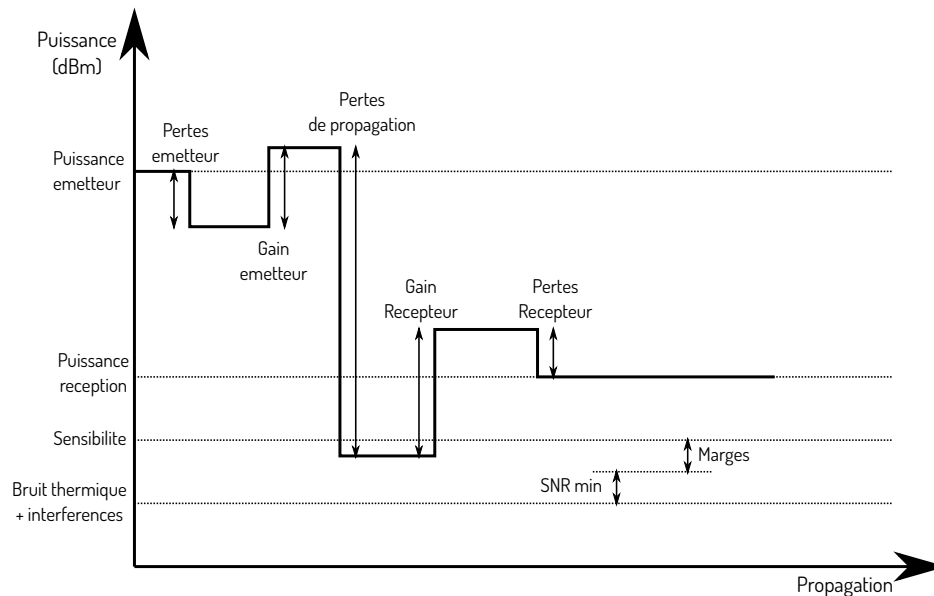 Puissance
(dBm)
Pertes
de propagation
Pertes
emetteur
Puissance
emetteur
Gain
emetteur
Gain
Recepteur
Pertes
Recepteur
Puissance
reception
Sensibilite
Marges
SNR min
Bruit thermique
+ interferences
Propagation